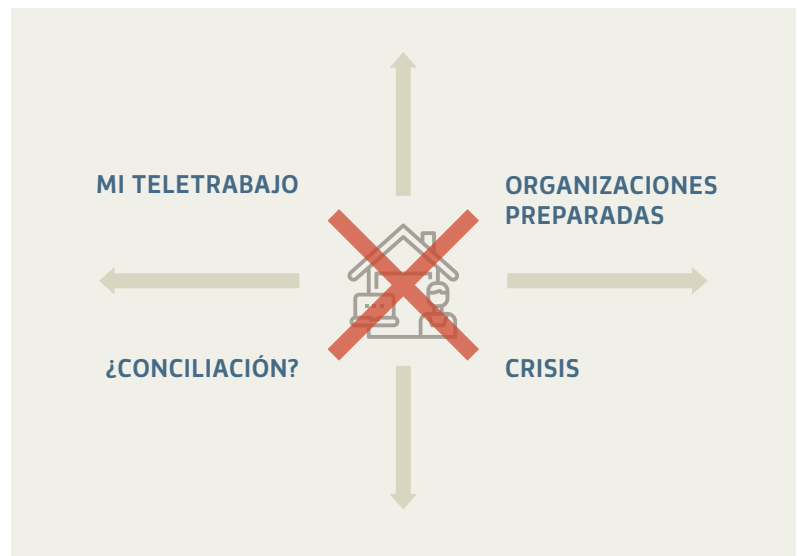 MI TELETRABAJO
ORGANIZACIONES
PREPARADAS
¿CONCILIACIÓN?
CRISIS